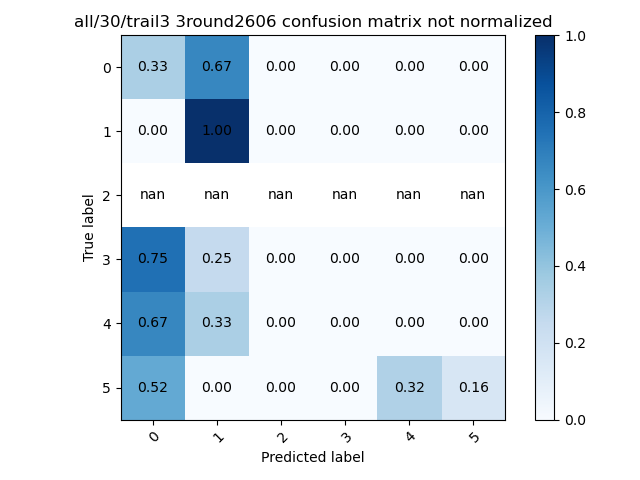 all/30/trail3 3round2606 confusion matrix not normalized
0 0.33 0.67 0.00 0.00 0.00 0.00
1 0.00 1.00 0.00 0.00 0.00 0.00
2 nan nan nan nan nan nan
3 0.75 0.25 0.00 0.00 0.00 0.00
4 0.67 0.33 0.00 0.00 0.00 0.00
5 0.52 0.00 0.00 0.00 0.32 0.16
0 1 2 3 4 5
True label
Predicted label
1.0
0.8
0.6
0.4
0.2
0.0